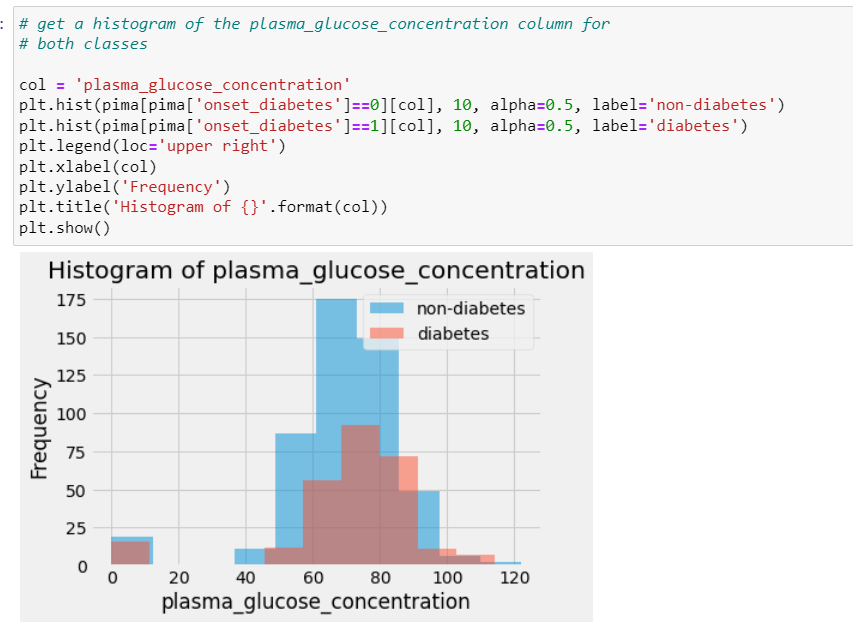 :
# get a histogram of the plasma_glucose_concentration column for
# both classes
col = 'plasma_glucose_concentration'
plt.hist(pima[pima['onset_diabetes']==0][col], 10, alpha=0.5, label='non-diabetes')
plt.hist(pima[pima['onset_diabetes']==1][col], 10, alpha=0.5, label='diabetes')
plt.legend(loc='upper right')
plt.xlabel(col)
plt.ylabel('Frequency')
plt.title('Histogram of {}'.format(col))
plt.show()
Histogram of plasma_glucose_concentration
non-diabetes
diabetes
Frequency
175
150
125
100
75
50
25
0
0 20 40 60 80 100 120
plasma_glucose_concentration